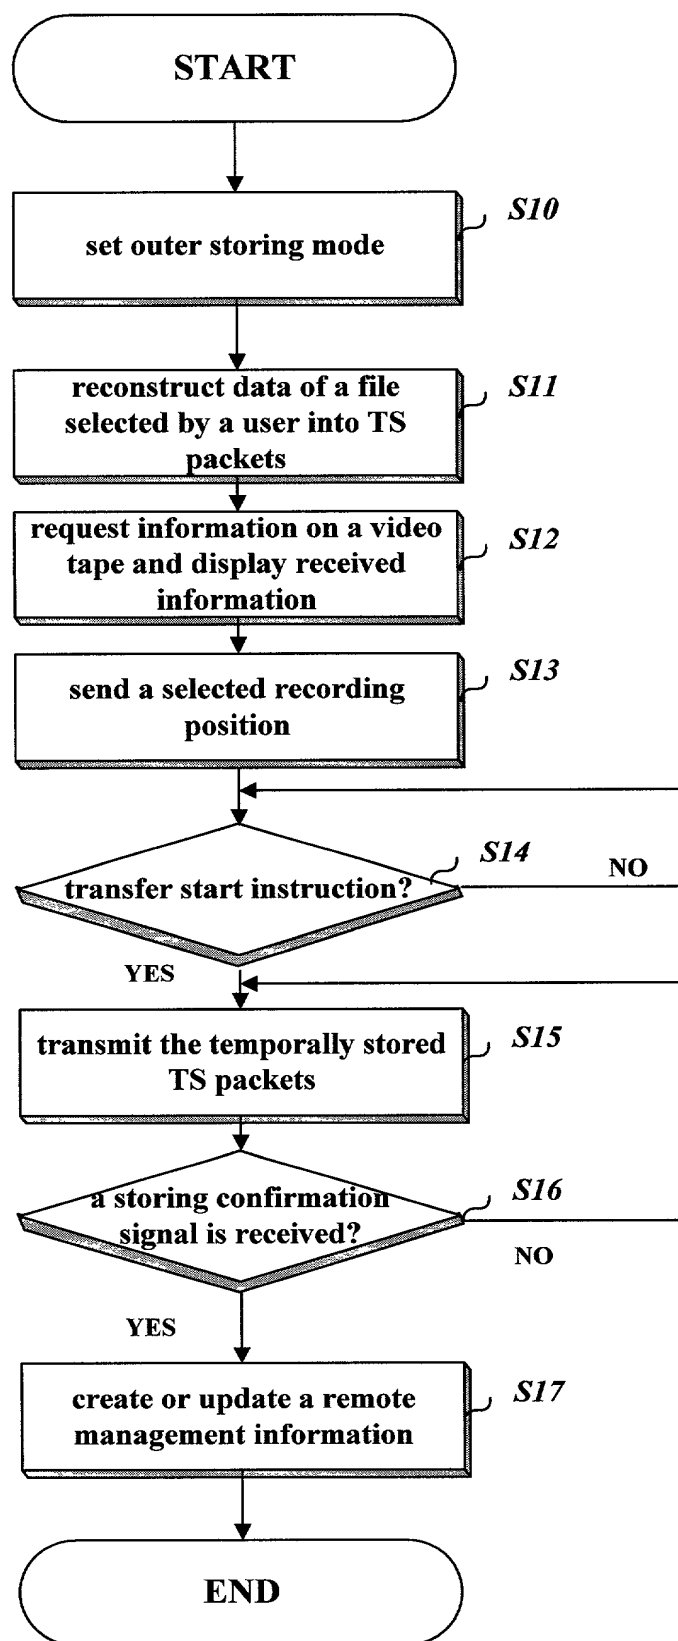 START
S10
set outer storing mode
S11
reconstruct data of a file
selected by a user into TS
packets
S12
request information on a video
tape and display received
information
S13
send a selected recording
position
S14
transfer start instruction?
NO
YES
S15
transmit the temporally stored
TS packets
S16
a storing confirmation
signal is received?
NO
YES
S17
create or update a remote
management information
END